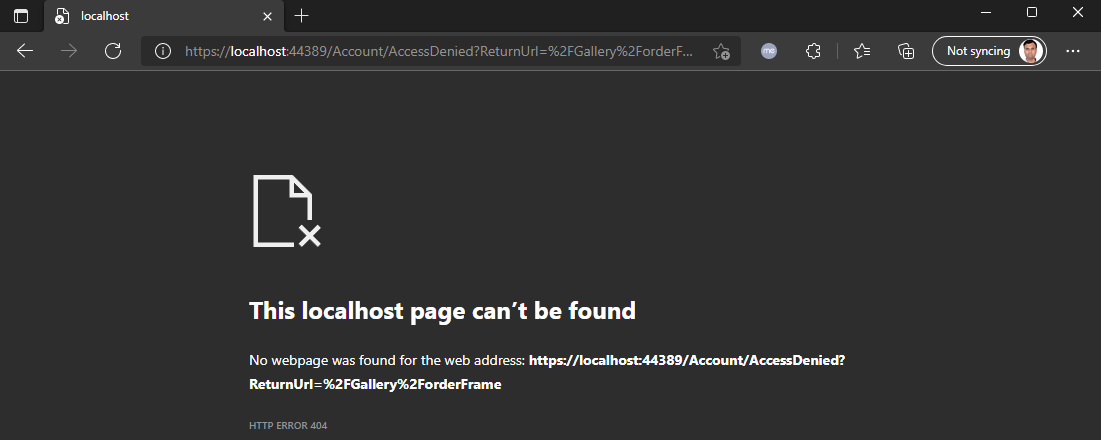 localhost
https://localhost:44389/Account/AccessDenied?ReturnUrl=%2FGallery%2ForderF...
me
Not syncing
This localhost page can’t be found
No webpage was found for the web address: https://localhost:44389/Account/AccessDenied?
ReturnUrl=%2FGallery%2ForderFrame
HTTP ERROR 404